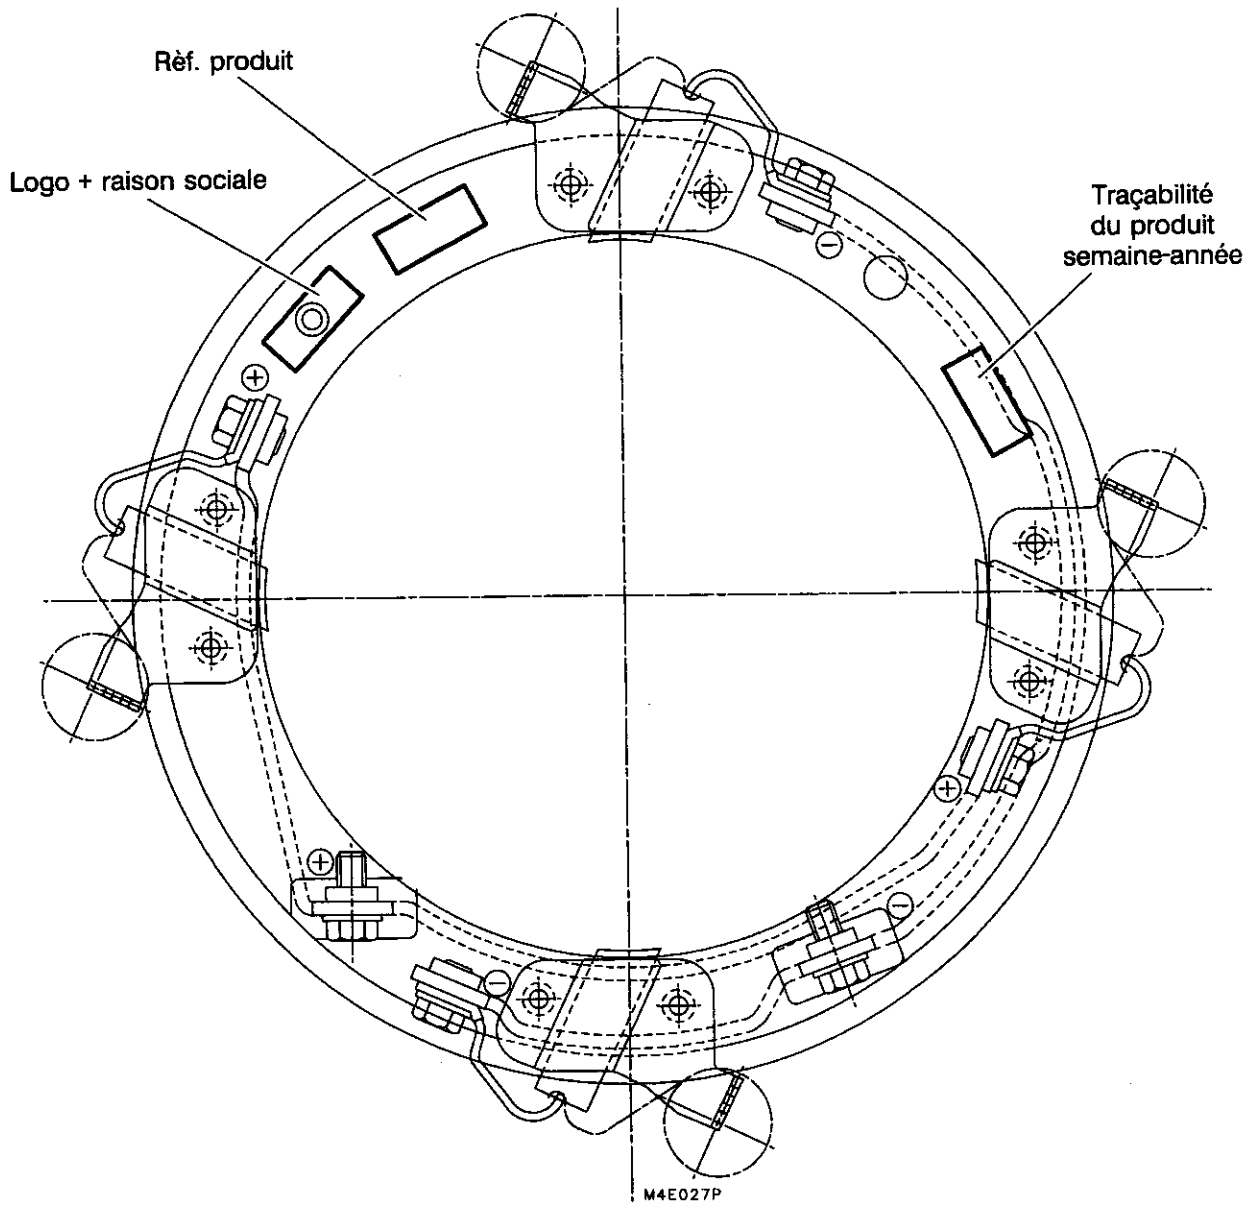 Rèf. produit
Logo + raison sociale
Traçabilité
du produit
semaine-année
−
+
+
−
+
−
M4E027P